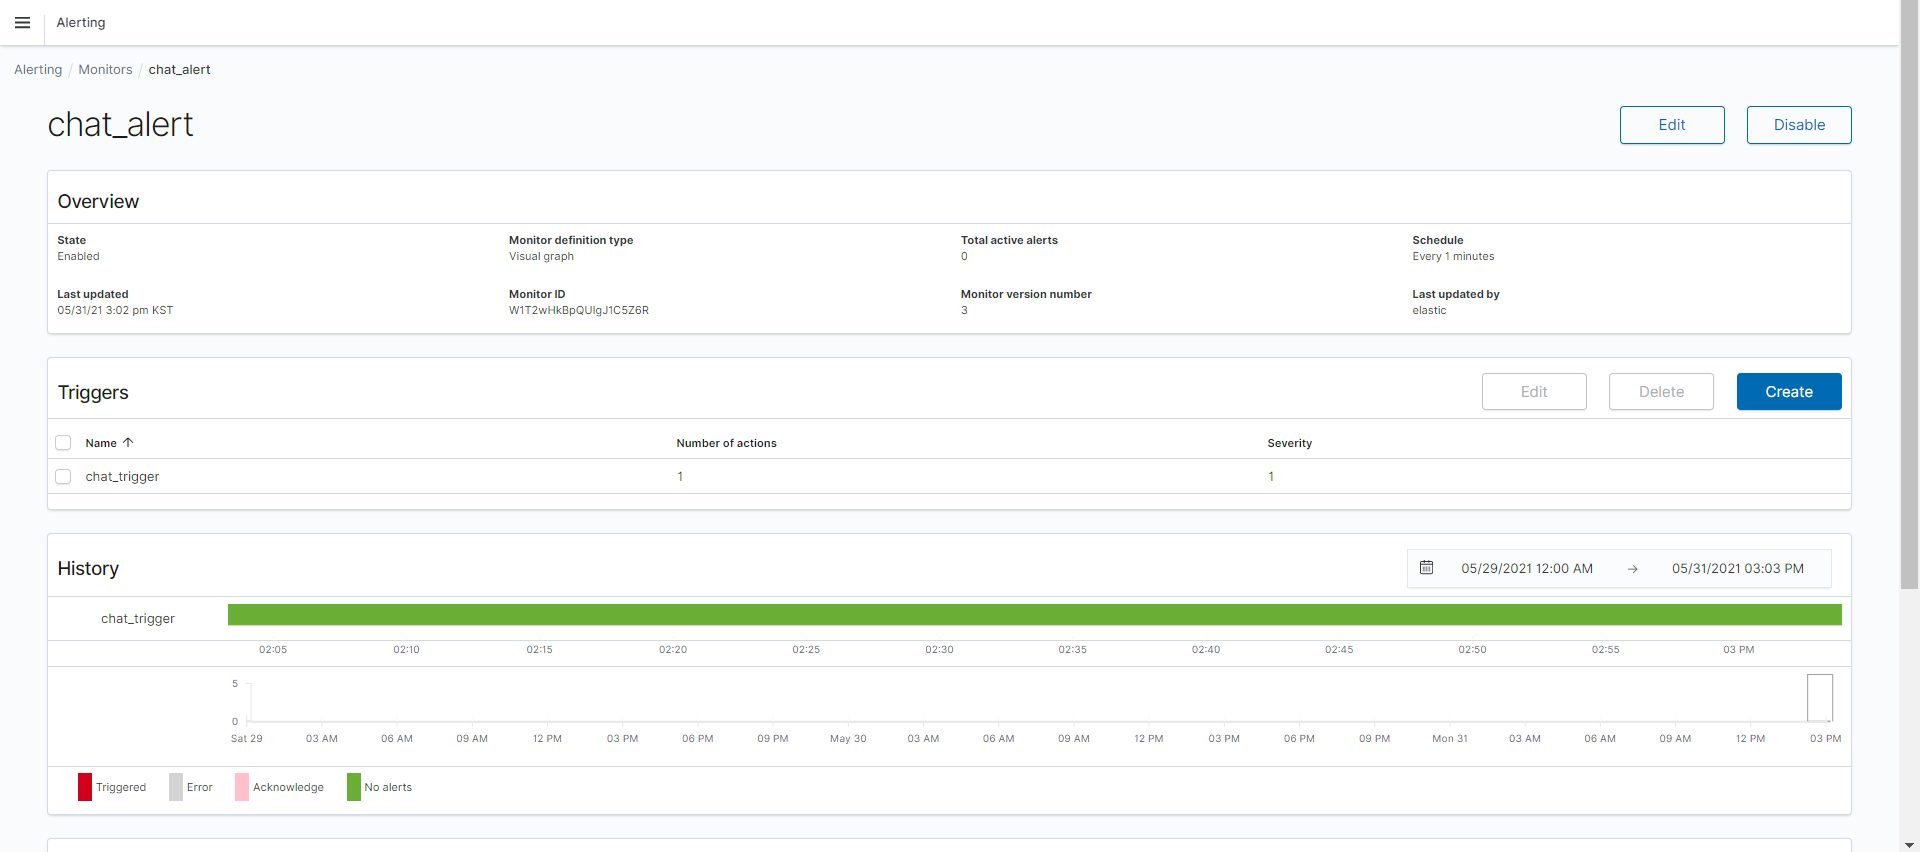 Alerting
Alerting / Monitors / chat_alert
chat_alert
Edit Disable
Overview
State Monitor definition type Total active alerts Schedule
Enabled Visual graph 0 Every 1 minutes
Last updated Monitor ID Monitor version number Last updated by
05/31/21 3:02 pm KST W1T2wHkBpQUIgJ1C5Z6R 3 elastic
Triggers Edit Delete Create
Name Number of actions Severity
chat_trigger 1 1
History 05/29/2021 12:00 AM → 05/31/2021 03:03 PM
chat_trigger
02:05 02:10 02:15 02:20 02:25 02:30 02:35 02:40 02:45 02:50 02:55 03 PM
5
0
Sat 29 03 AM 06 AM 09 AM 12 PM 03 PM 06 PM 09 PM May 30 03 AM 06 AM 09 AM 12 PM 03 PM 06 PM 09 PM Mon 31 03 AM 06 AM 09 AM 12 PM 03 PM
Triggered Error Acknowledge No alerts